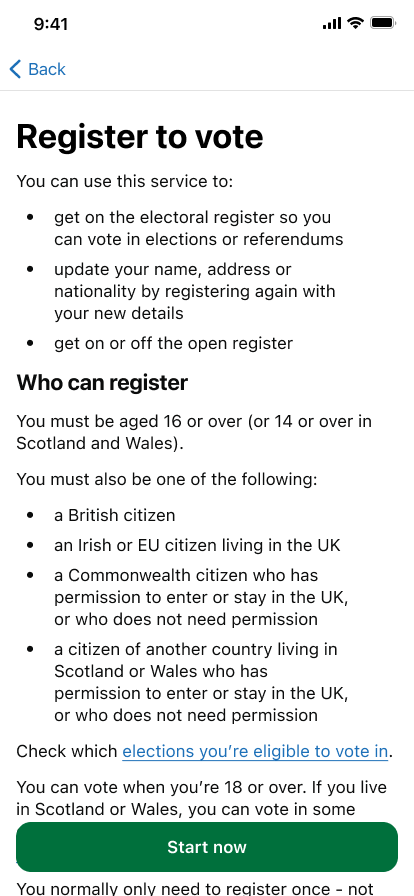 9:41
Back
Register to vote
You can use this service to:
• get on the electoral register so you
can vote in elections or referendums
• update your name, address or
nationality by registering again with
your new details
• get on or off the open register
Who can register
You must be aged 16 or over (or 14 or over in
Scotland and Wales).
You must also be one of the following:
• a British citizen
• an Irish or EU citizen living in the UK
• a Commonwealth citizen who has
permission to enter or stay in the UK,
or who does not need permission
• a citizen of another country living in
Scotland or Wales who has
permission to enter or stay in the UK,
or who does not need permission
Check which elections you’re eligible to vote in.
You can vote when you’re 18 or over. If you live
in Scotland or Wales, you can vote in some
Start now
You normally only need to register once - not